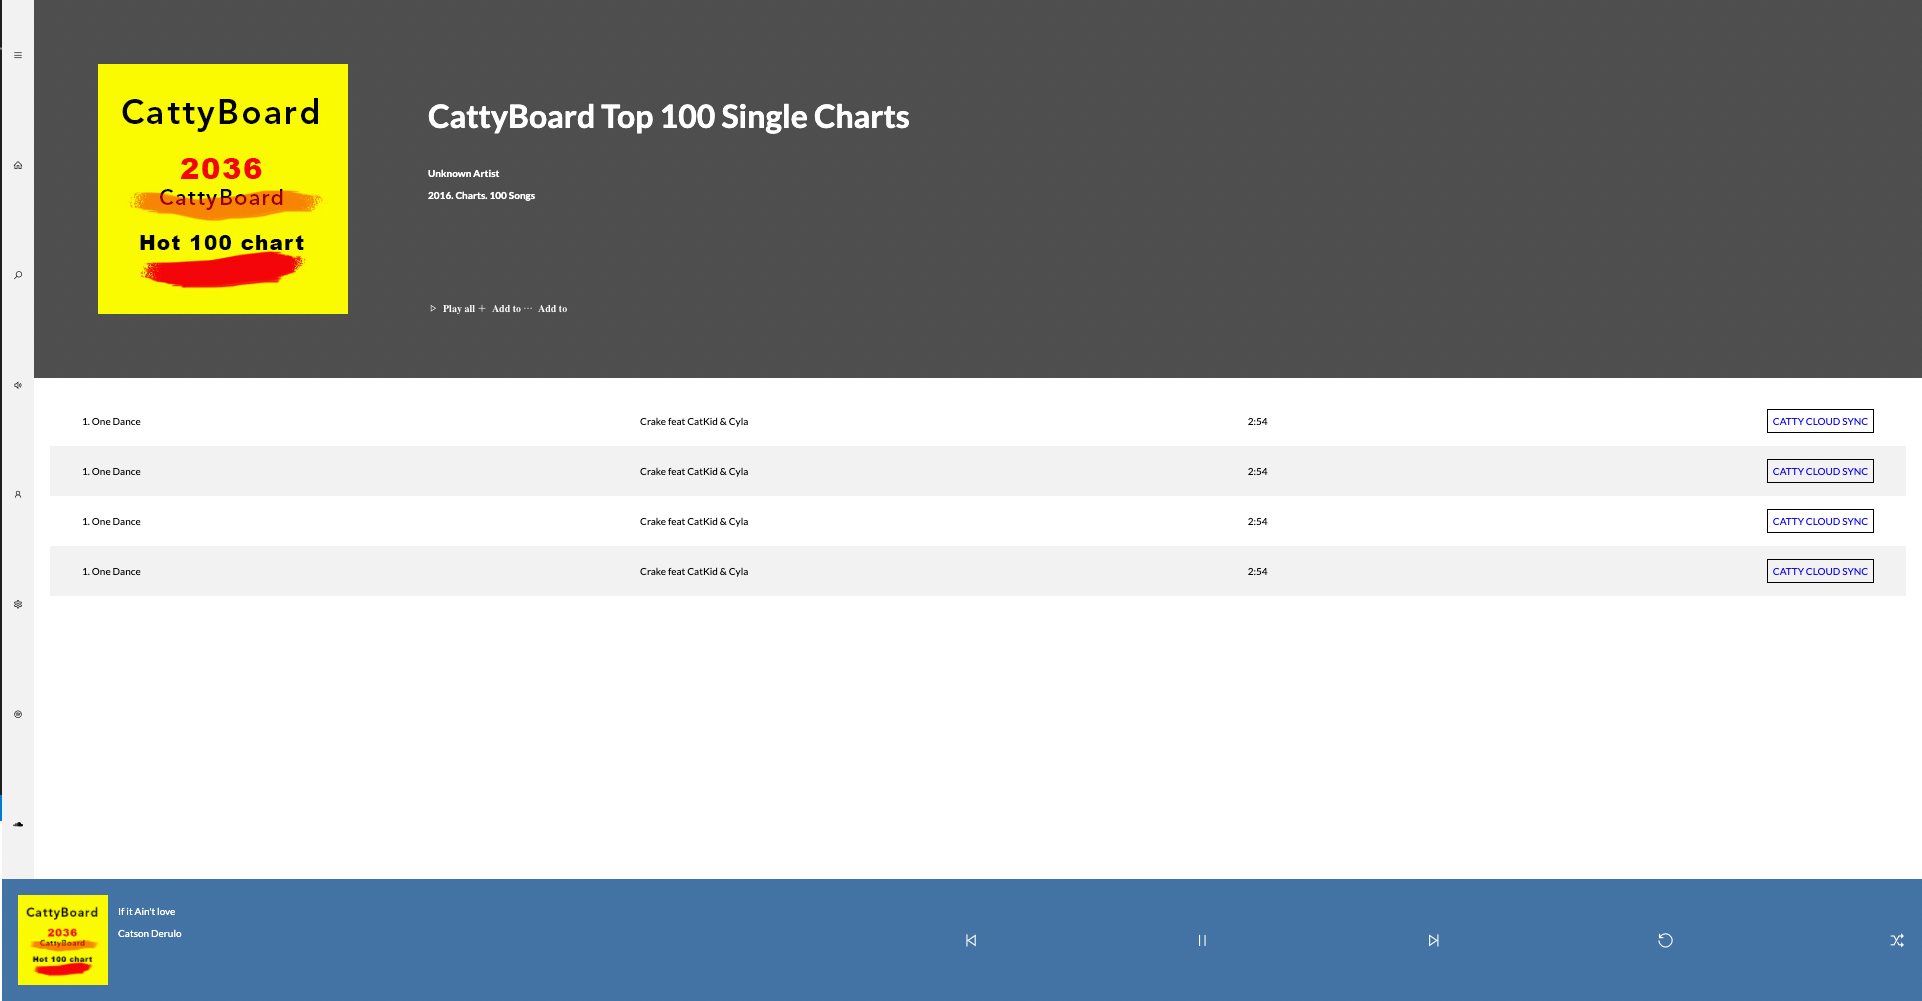 CattyBoard
2036
CattyBoard
Hot 100 chart
CattyBoard Top 100 Single Charts
Unknown Artist
2016. Charts. 100 Songs
Play all Add to ··· Add to
1. One Dance Crake feat CatKid & Cyla 2:54 CATTY CLOUD SYNC
1. One Dance Crake feat CatKid & Cyla 2:54 CATTY CLOUD SYNC
1. One Dance Crake feat CatKid & Cyla 2:54 CATTY CLOUD SYNC
1. One Dance Crake feat CatKid & Cyla 2:54 CATTY CLOUD SYNC
CattyBoard
2036
CattyBoard
Hot 100 chart
If it Ain't love
Catson Derulo